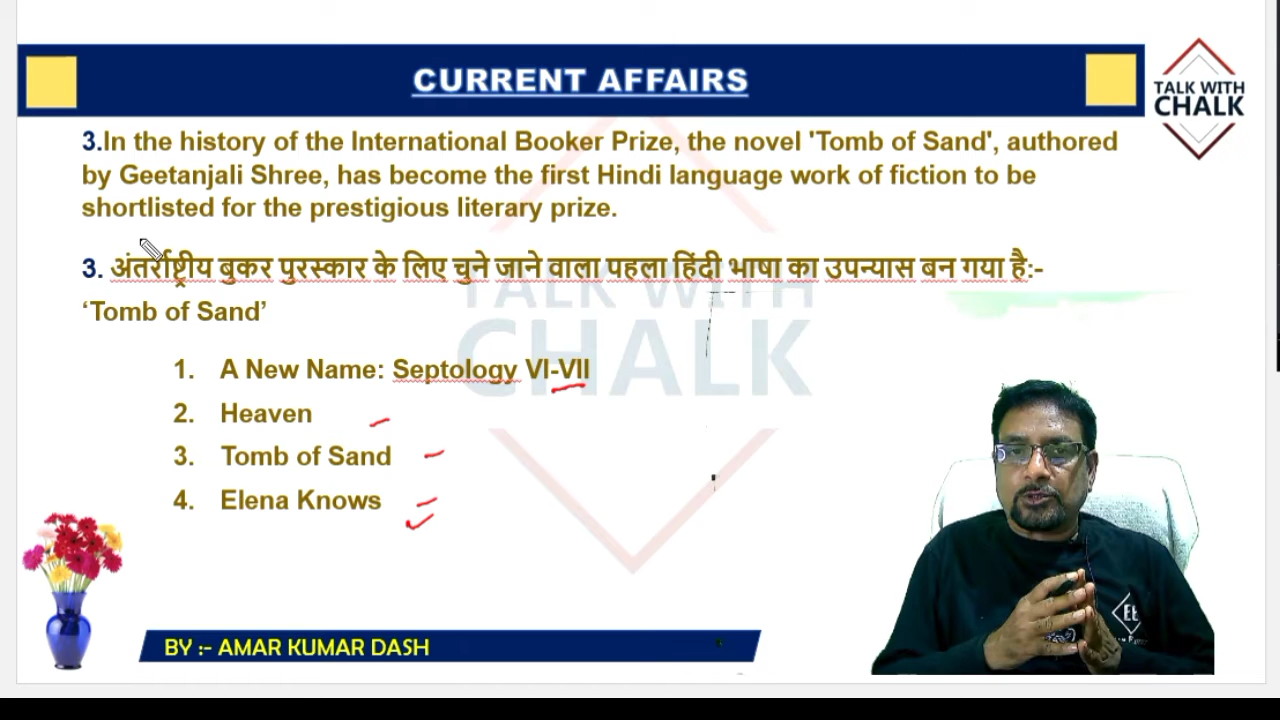 CURRENT AFFAIRS
TALK WITH
CHALK
3.In the history of the International Booker Prize, the novel 'Tomb of Sand', authored
by Geetanjali Shree, has become the first Hindi language work of fiction to be
shortlisted for the prestigious literary prize.
3. अंतर्राष्ट्रीय बुकर पुरस्कार के लिए चुने जाने वाला पहला हिंदी भाषा का उपन्यास बन गया है:-
‘Tomb of Sand’
TALK WITH
CHALK
1. A New Name: Septology VI-VII
2. Heaven
3. Tomb of Sand
4. Elena Knows
BY :- AMAR KUMAR DASH